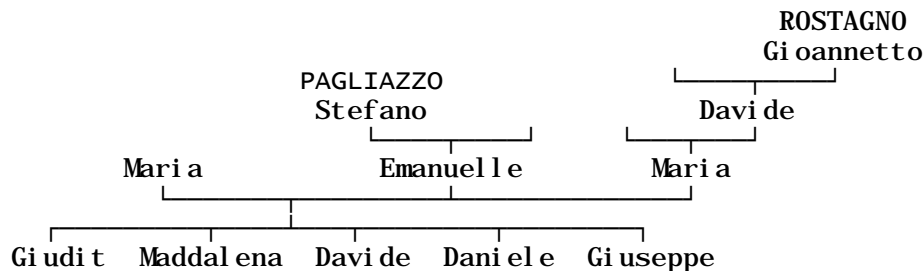 ROSTAGNO
Gioannetto
PAGLIAZZO
Stefano
Davide
Maria Emanuelle Maria
Giudit Maddalena Davide Daniele Giuseppe